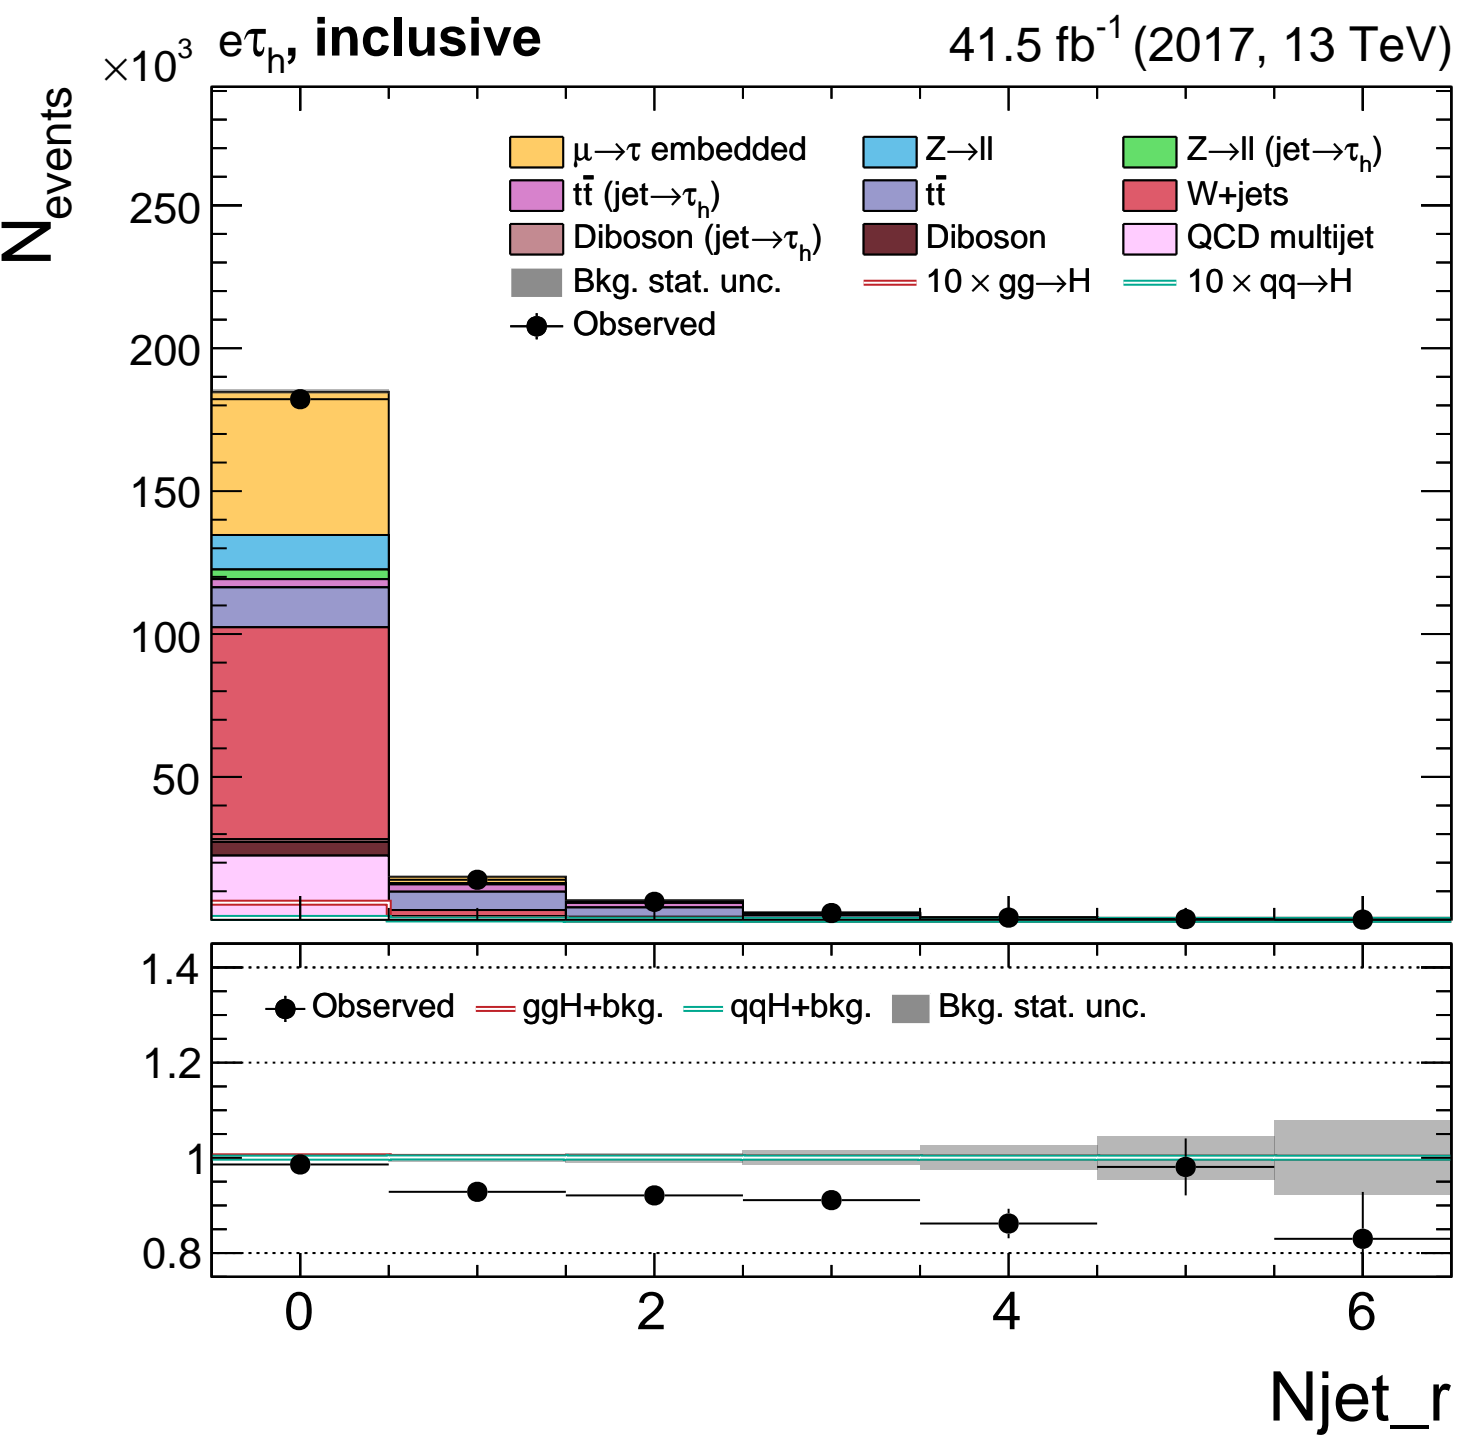 ×10³ eτₕ, inclusive 41.5 fb⁻¹ (2017, 13 TeV)
N_events
μ→τ embedded Z→ll Z→ll (jet→τₕ)
tt̄ (jet→τₕ) tt̄ W+jets
Diboson (jet→τₕ) Diboson QCD multijet
Bkg. stat. unc. 10 × gg→H 10 × qq→H
Observed
250
200
150
100
50
1.4
Observed ggH+bkg. qqH+bkg. Bkg. stat. unc.
1.2
1
0.8
0 2 4 6
Njet_r